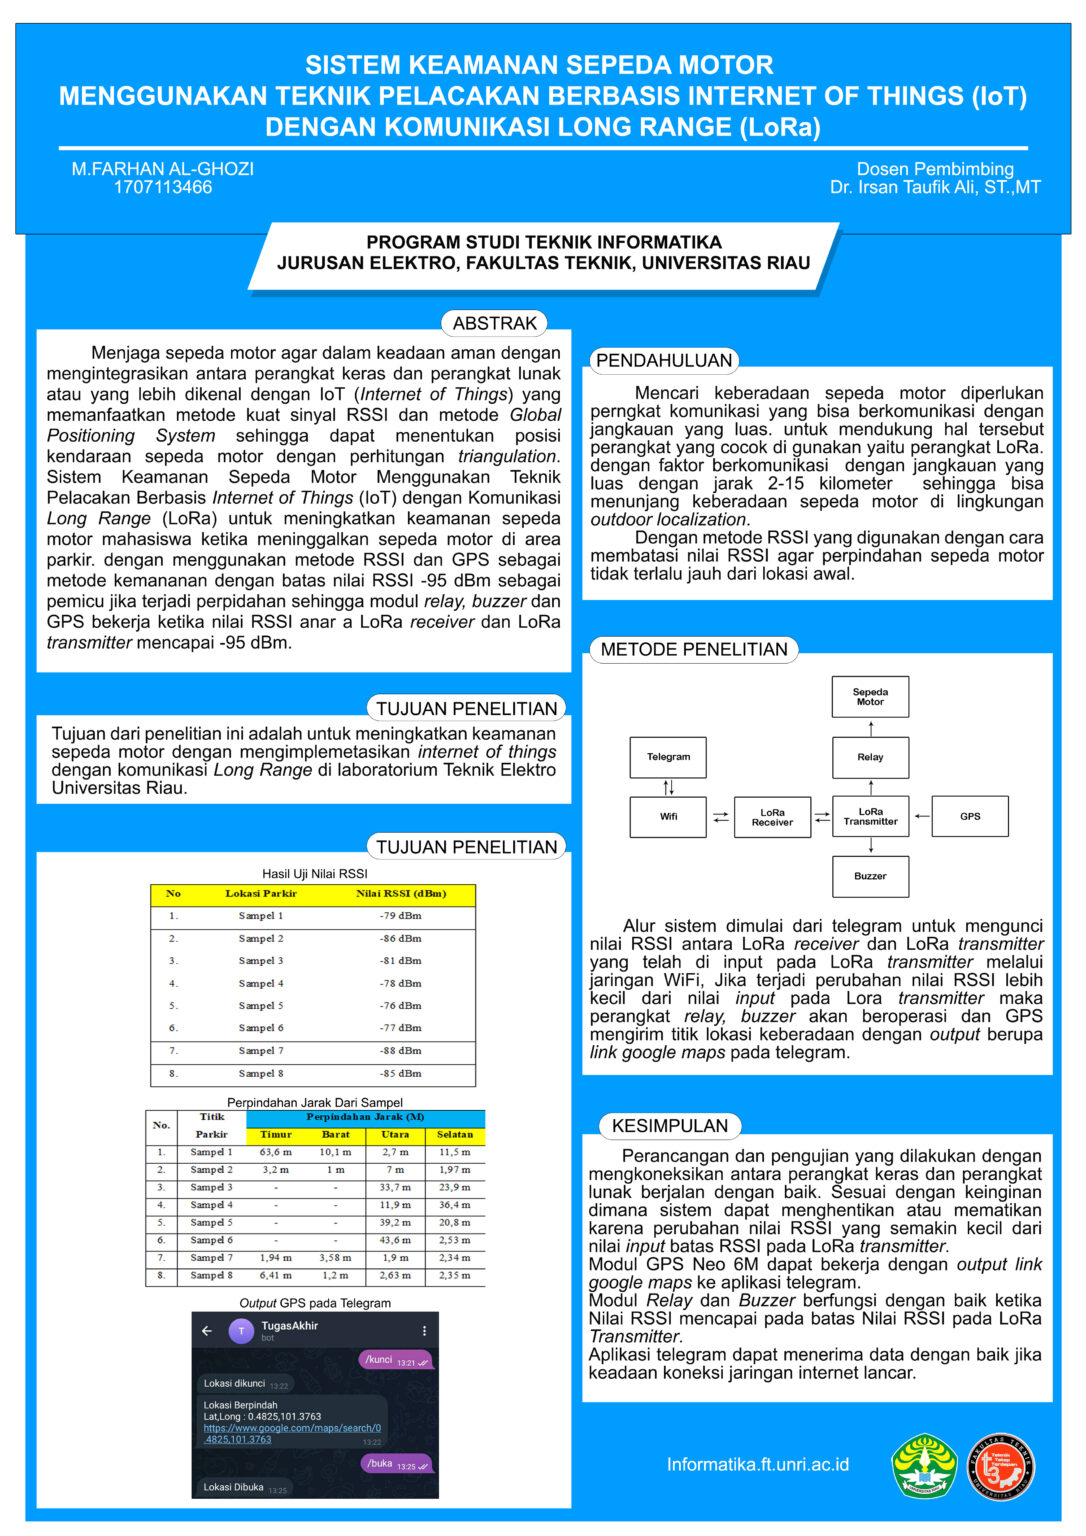 SISTEM KEAMANAN SEPEDA MOTOR
MENGGUNAKAN TEKNIK PELACAKAN BERBASIS INTERNET OF THINGS (IoT)
DENGAN KOMUNIKASI LONG RANGE (LoRa)
M.FARHAN AL-GHOZI
1707113466
Dosen Pembimbing
Dr. Irsan Taufik Ali, ST.,MT
PROGRAM STUDI TEKNIK INFORMATIKA
JURUSAN ELEKTRO, FAKULTAS TEKNIK, UNIVERSITAS RIAU
ABSTRAK
Menjaga sepeda motor agar dalam keadaan aman dengan
mengintegrasikan antara perangkat keras dan perangkat lunak
atau yang lebih dikenal dengan IoT (Internet of Things) yang
memanfaatkan metode kuat sinyal RSSI dan metode Global
Positioning System sehingga dapat menentukan posisi
kendaraan sepeda motor dengan perhitungan triangulation.
Sistem Keamanan Sepeda Motor Menggunakan Teknik
Pelacakan Berbasis Internet of Things (IoT) dengan Komunikasi
Long Range (LoRa) untuk meningkatkan keamanan sepeda
motor mahasiswa ketika meninggalkan sepeda motor di area
parkir. dengan menggunakan metode RSSI dan GPS sebagai
metode kemananan dengan batas nilai RSSI -95 dBm sebagai
pemicu jika terjadi perpidahan sehingga modul relay, buzzer dan
GPS bekerja ketika nilai RSSI anar a LoRa receiver dan LoRa
transmitter mencapai -95 dBm.
TUJUAN PENELITIAN
Tujuan dari penelitian ini adalah untuk meningkatkan keamanan
sepeda motor dengan mengimplemetasikan internet of things
dengan komunikasi Long Range di laboratorium Teknik Elektro
Universitas Riau.
TUJUAN PENELITIAN
Hasil Uji Nilai RSSI
No Lokasi Parkir Nilai RSSI (dBm)
1. Sampel 1 -79 dBm
2. Sampel 2 -86 dBm
3. Sampel 3 -81 dBm
4. Sampel 4 -78 dBm
5. Sampel 5 -76 dBm
6. Sampel 6 -77 dBm
7. Sampel 7 -88 dBm
8. Sampel 8 -85 dBm
Perpindahan Jarak Dari Sampel
No. Titik Parkir Perpindahan Jarak (M)
Timur Barat Utara Selatan
1. Sampel 1 63,6 m 10,1 m 2,7 m 11,5 m
2. Sampel 2 3,2 m 1 m 7 m 1,97 m
3. Sampel 3 - - 33,7 m 23,9 m
4. Sampel 4 - - 11,9 m 36,4 m
5. Sampel 5 - - 39,2 m 20,8 m
6. Sampel 6 - - 43,6 m 2,53 m
7. Sampel 7 1,94 m 3,58 m 1,9 m 2,34 m
8. Sampel 8 6,41 m 1,2 m 2,63 m 2,35 m
Output GPS pada Telegram
T
TugasAkhir
bot
/kunci 13:21
Lokasi dikunci 13:22
Lokasi Berpindah
Lat,Long : 0.4825,101.3763
https://www.google.com/maps/search/0
.4825,101.3763
13:22
/buka 13:25
Lokasi Dibuka 13:25
PENDAHULUAN
Mencari keberadaan sepeda motor diperlukan
perngkat komunikasi yang bisa berkomunikasi dengan
jangkauan yang luas. untuk mendukung hal tersebut
perangkat yang cocok di gunakan yaitu perangkat LoRa.
dengan faktor berkomunikasi dengan jangkauan yang
luas dengan jarak 2-15 kilometer sehingga bisa
menunjang keberadaan sepeda motor di lingkungan
outdoor localization.
Dengan metode RSSI yang digunakan dengan cara
membatasi nilai RSSI agar perpindahan sepeda motor
tidak terlalu jauh dari lokasi awal.
METODE PENELITIAN
Sepeda
Motor
Telegram
Relay
Wifi
LoRa
Receiver
LoRa
Transmitter
GPS
Buzzer
Alur sistem dimulai dari telegram untuk mengunci
nilai RSSI antara LoRa receiver dan LoRa transmitter
yang telah di input pada LoRa transmitter melalui
jaringan WiFi, Jika terjadi perubahan nilai RSSI lebih
kecil dari nilai input pada Lora transmitter maka
perangkat relay, buzzer akan beroperasi dan GPS
mengirim titik lokasi keberadaan dengan output berupa
link google maps pada telegram.
KESIMPULAN
Perancangan dan pengujian yang dilakukan dengan
mengkoneksikan antara perangkat keras dan perangkat
lunak berjalan dengan baik. Sesuai dengan keinginan
dimana sistem dapat menghentikan atau mematikan
karena perubahan nilai RSSI yang semakin kecil dari
nilai input batas RSSI pada LoRa transmitter.
Modul GPS Neo 6M dapat bekerja dengan output link
google maps ke aplikasi telegram.
Modul Relay dan Buzzer berfungsi dengan baik ketika
Nilai RSSI mencapai pada batas Nilai RSSI pada LoRa
Transmitter.
Aplikasi telegram dapat menerima data dengan baik jika
keadaan koneksi jaringan internet lancar.
Informatika.ft.unri.ac.id
UNIVERSITAS RIAU
FAKULTAS TEKNIK
UNIVERSITAS RIAU